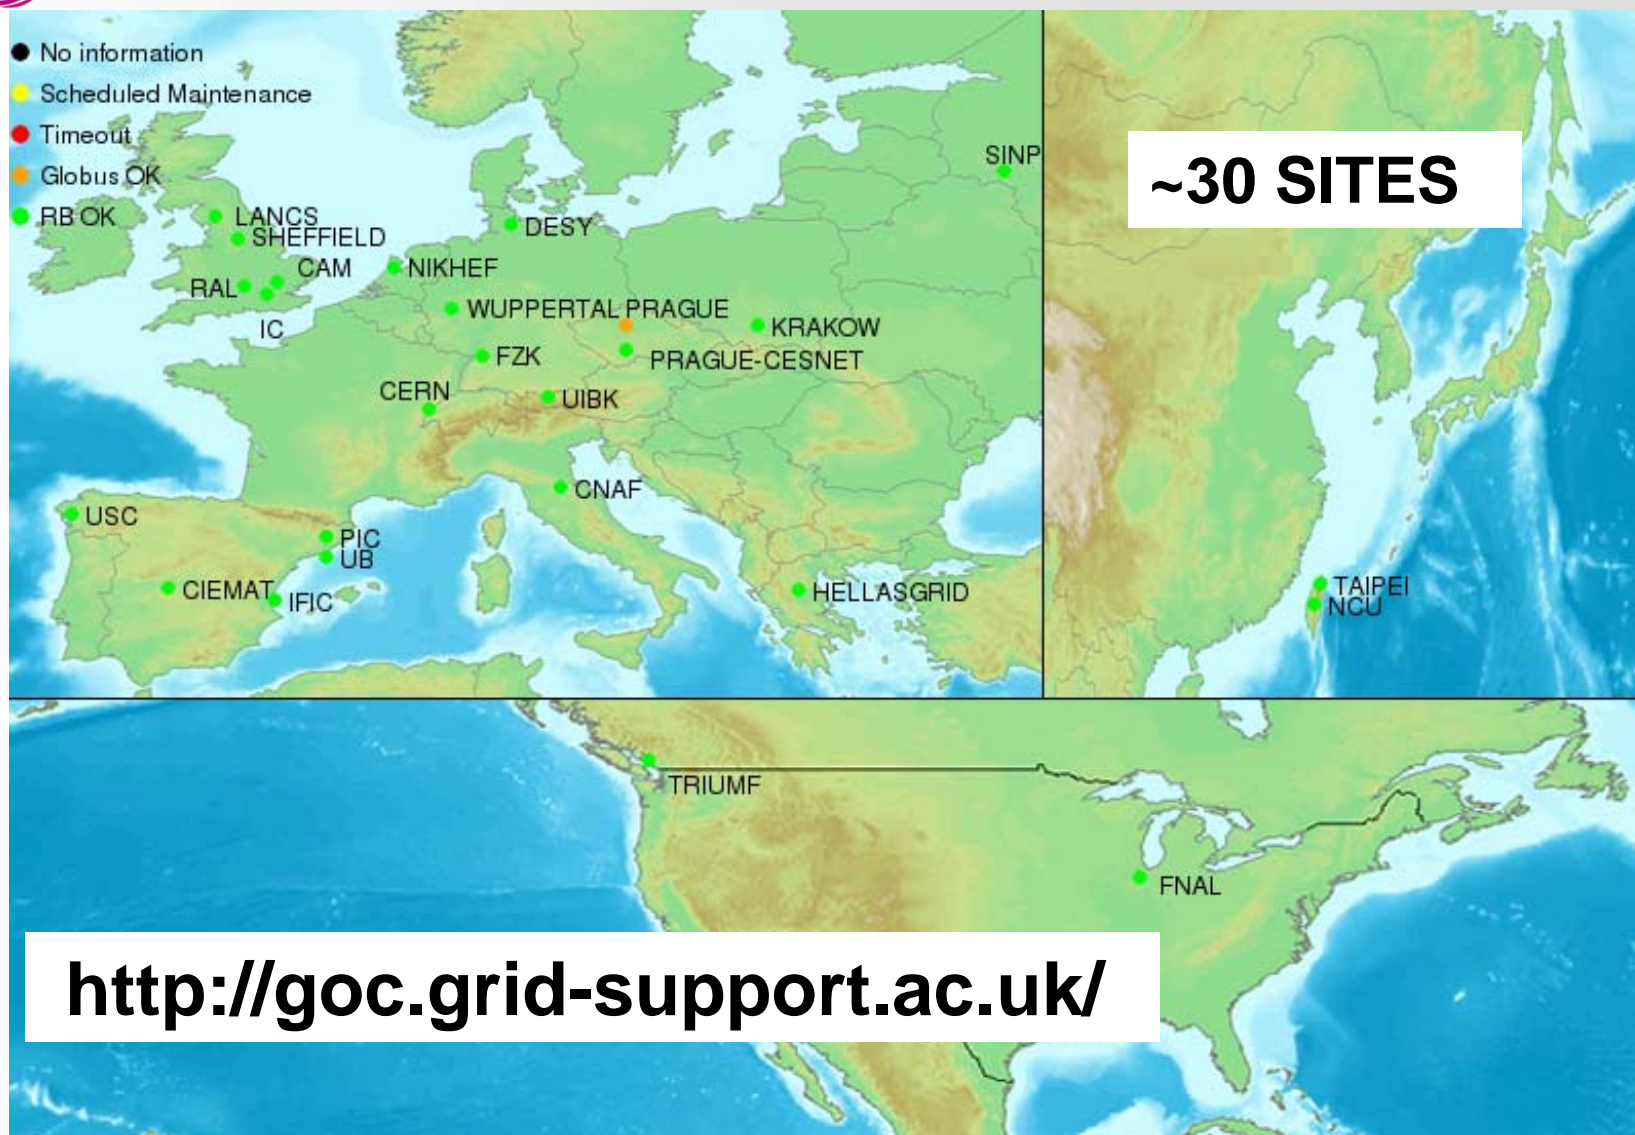 No information
Scheduled Maintenance
Timeout
Globus OK
RB OK
LANCS
SHEFFIELD
CAM
RAL
IC
NIKHEF
DESY
SINP
WUPPERTAL
PRAGUE
KRAKOW
FZK
PRAGUE-CESNET
CERN
UIBK
CNAF
USC
PIC
UB
CIEMAT
IFIC
HELLASGRID
~30 SITES
TAIPEI
NCU
TRIUMF
FNAL
http://goc.grid-support.ac.uk/